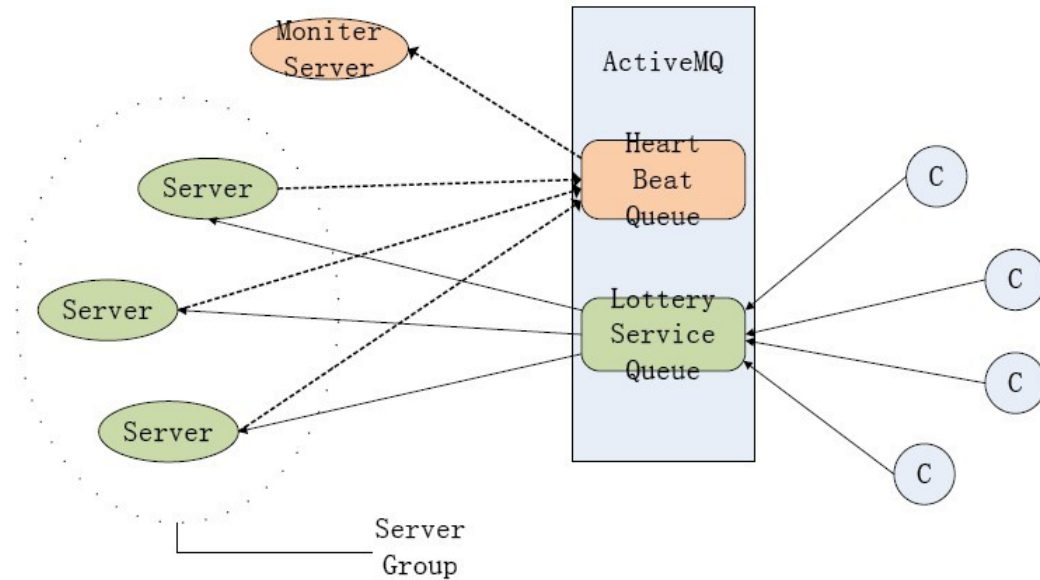 Moniter
Server
ActiveMQ
Heart
Beat
Queue
Server
C
Server
Lottery
Service
Queue
C
Server
C
C
Server
Group